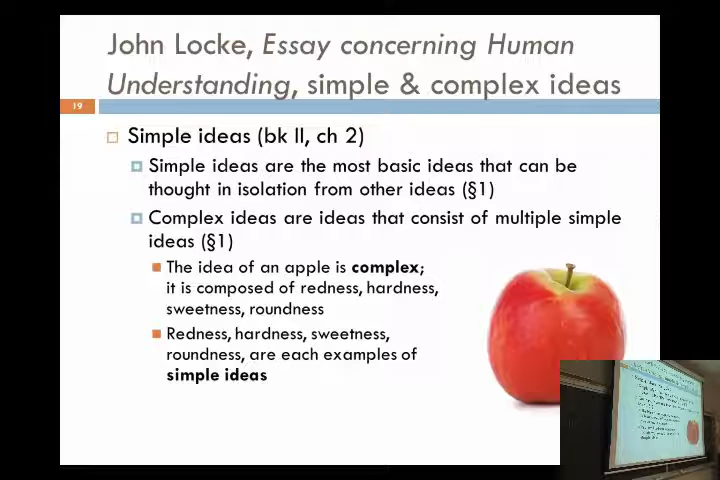 John Locke, Essay concerning Human
Understanding, simple & complex ideas
19
Simple ideas (bk II, ch 2)
Simple ideas are the most basic ideas that can be
thought in isolation from other ideas (§1)
Complex ideas are ideas that consist of multiple simple
ideas (§1)
The idea of an apple is complex;
it is composed of redness, hardness,
sweetness, roundness
Redness, hardness, sweetness,
roundness, are each examples of
simple ideas